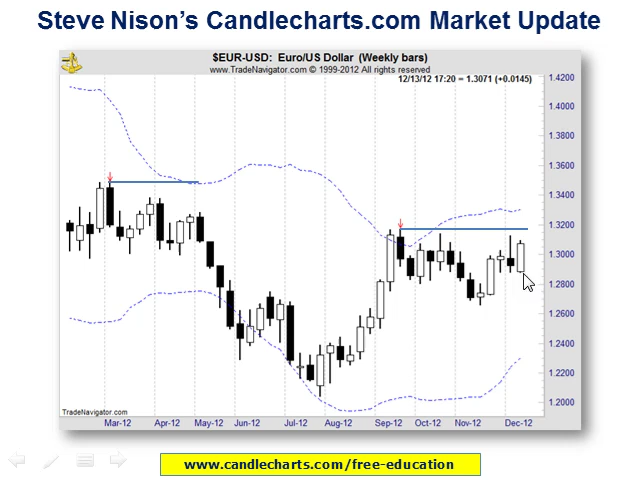 Steve Nison's Candlecharts.com Market Update
$EUR-USD: Euro/US Dollar (Weekly bars)
www.TradeNavigator.com © 1999-2012 All rights reserved
12/13/12 17:20 = 1.3071 (+0.0145)
1.4200
1.4000
1.3800
1.3600
1.3400
1.3200
1.3000
1.2800
1.2600
1.2400
1.2200
1.2000
TradeNavigator.com
Mar-12 Apr-12 May-12 Jun-12 Jul-12 Aug-12 Sep-12 Oct-12 Nov-12 Dec-12
www.candlecharts.com/free-education